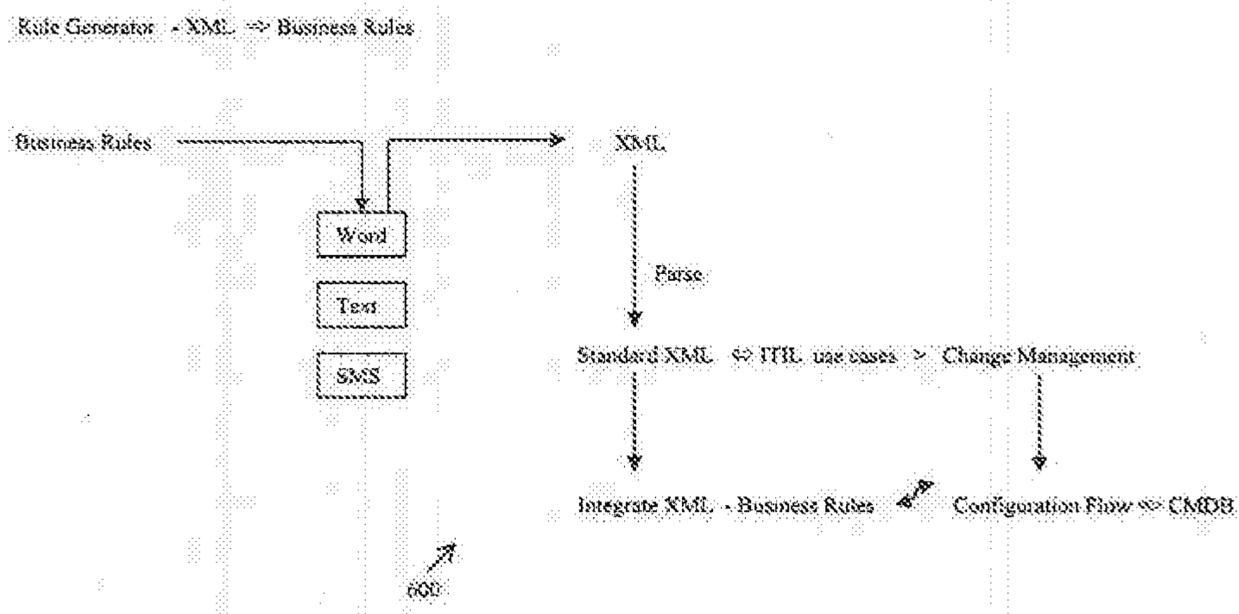 Rule Generator - XML => Business Rules
Business Rules
XML
Word
Parse
Text
Standard XML <=> ITIL use cases > Change Management
SMS
Integrate XML - Business Rules
Configuration Flow <=> CMDB
600